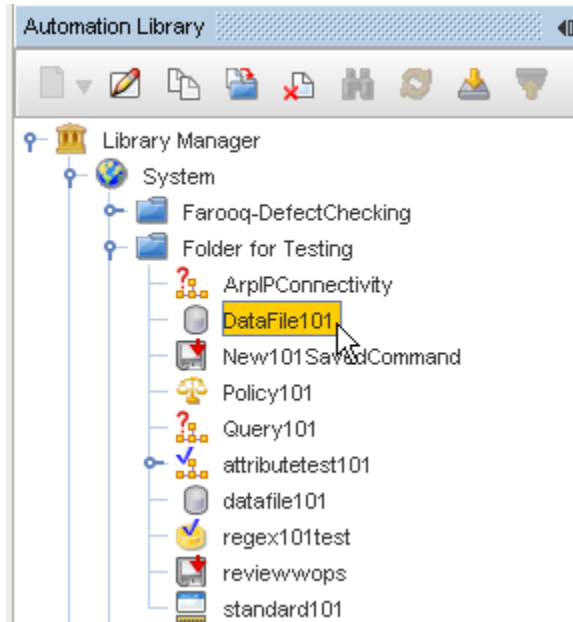 Automation Library
Library Manager
System
Farooq-DefectChecking
Folder for Testing
ArpIPConnectivity
DataFile101
New101SavedCommand
Policy101
Query101
attributetest101
datafile101
regex101test
reviewwops
standard101